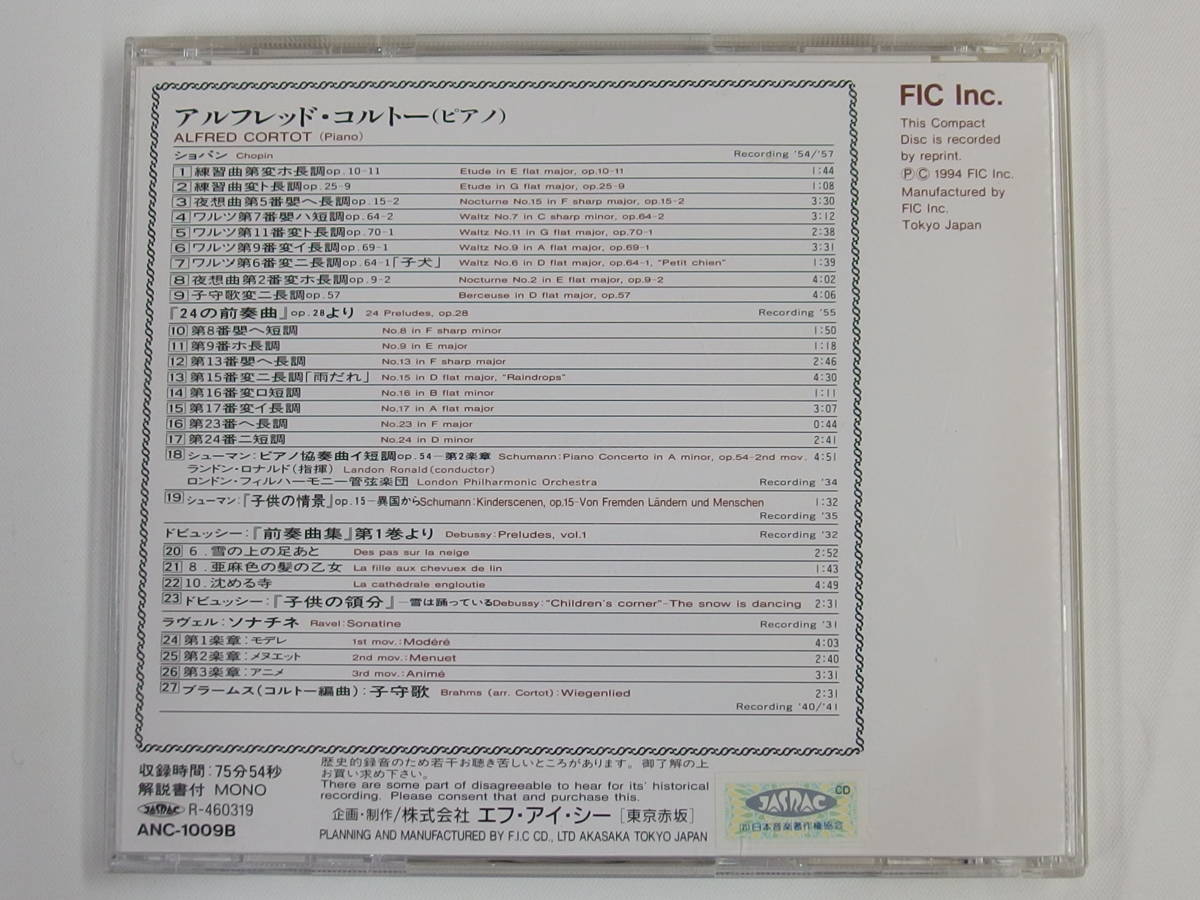 アルフレッド・コルトー(ピアノ)
ALFRED CORTOT (Piano)
ショパン Chopin Recording '54/'57
1 練習曲第変ホ長調op.10-11 Etude in E flat major, op.10-11 1:44
2 練習曲変ト長調op.25-9 Etude in G flat major, op.25-9 1:08
3 夜想曲第5番嬰ヘ長調op.15-2 Nocturne No.15 in F sharp major, op.15-2 3:30
4 ワルツ第7番嬰ハ短調op.64-2 Waltz No.7 in C sharp minor, op.64-2 3:12
5 ワルツ第11番変ト長調op.70-1 Waltz No.11 in G flat major, op.70-1 2:38
6 ワルツ第9番変イ長調op.69-1 Waltz No.9 in A flat major, op.69-1 3:31
7 ワルツ第6番変ニ長調op.64-1「子犬」 Waltz No.6 in D flat major, op.64-1, "Petit chien" 1:39
8 夜想曲第2番変ホ長調op.9-2 Nocturne No.2 in E flat major, op.9-2 4:02
9 子守歌変ニ長調op.57 Berceuse in D flat major, op.57 4:06
『24の前奏曲』op.28より 24 Preludes, op.28 Recording '55
10 第8番嬰ヘ短調 No.8 in F sharp minor 1:50
11 第9番ホ長調 No.9 in E major 1:18
12 第13番嬰ヘ長調 No.13 in F sharp major 2:46
13 第15番変ニ長調「雨だれ」 No.15 in D flat major, "Raindrops" 4:30
14 第16番変ロ短調 No.16 in B flat minor 1:11
15 第17番変イ長調 No.17 in A flat major 3:07
16 第23番ヘ長調 No.23 in F major 0:44
17 第24番ニ短調 No.24 in D minor 2:41
18 シューマン:ピアノ協奏曲イ短調op.54-第2楽章 Schumann:Piano Concerto in A minor, op.54-2nd mov. 4:51
ランドン・ロナルド(指揮) Landon Ronald (conductor)
ロンドン・フィルハーモニー管弦楽団 London Philharmonic Orchestra Recording '34
19 シューマン:『子供の情景』op.15-異国からSchumann:Kinderscenen, op.15-Von Fremden Ländern und Menschen 1:32
Recording '35
ドビュッシー:『前奏曲集』第1巻より Debussy:Preludes, vol.1 Recording '32
20 6.雪の上の足あと Des pas sur la neige 2:52
21 8.亜麻色の髪の乙女 La fille aux chevuex de lin 1:43
22 10.沈める寺 La cathédrale engloutie 4:49
23 ドビュッシー:『子供の領分』-雪は踊っているDebussy:"Children's corner"-The snow is dancing 2:31
ラヴェル:ソナチネ Ravel:Sonatine Recording '31
24 第1楽章:モデレ 1st mov.:Modéré 4:03
25 第2楽章:メヌエット 2nd mov.:Menuet 2:40
26 第3楽章:アニメ 3rd mov.:Animé 3:31
27 ブラームス(コルトー編曲):子守歌 Brahms (arr. Cortot):Wiegenlied 2:31
Recording '40/'41
収録時間:75分54秒
解説書付 MONO
JASRAC R-460319
ANC-1009B
歴史的録音のため若干お聴き苦しいところがあります。御了解の上
お買い求め下さい。
There are some part of disagreeable to hear for its' historical
recording. Please consent that and purchase this.
企画・制作/株式会社 エフ・アイ・シー [東京赤坂]
PLANNING AND MANUFACTURED BY F.I.C CD., LTD AKASAKA TOKYO JAPAN
CD
JASRAC
(社)日本音楽著作権協会
FIC Inc.
This Compact
Disc is recorded
by reprint.
ⓅⒸ 1994 FIC Inc.
Manufactured by
FIC Inc.
Tokyo Japan